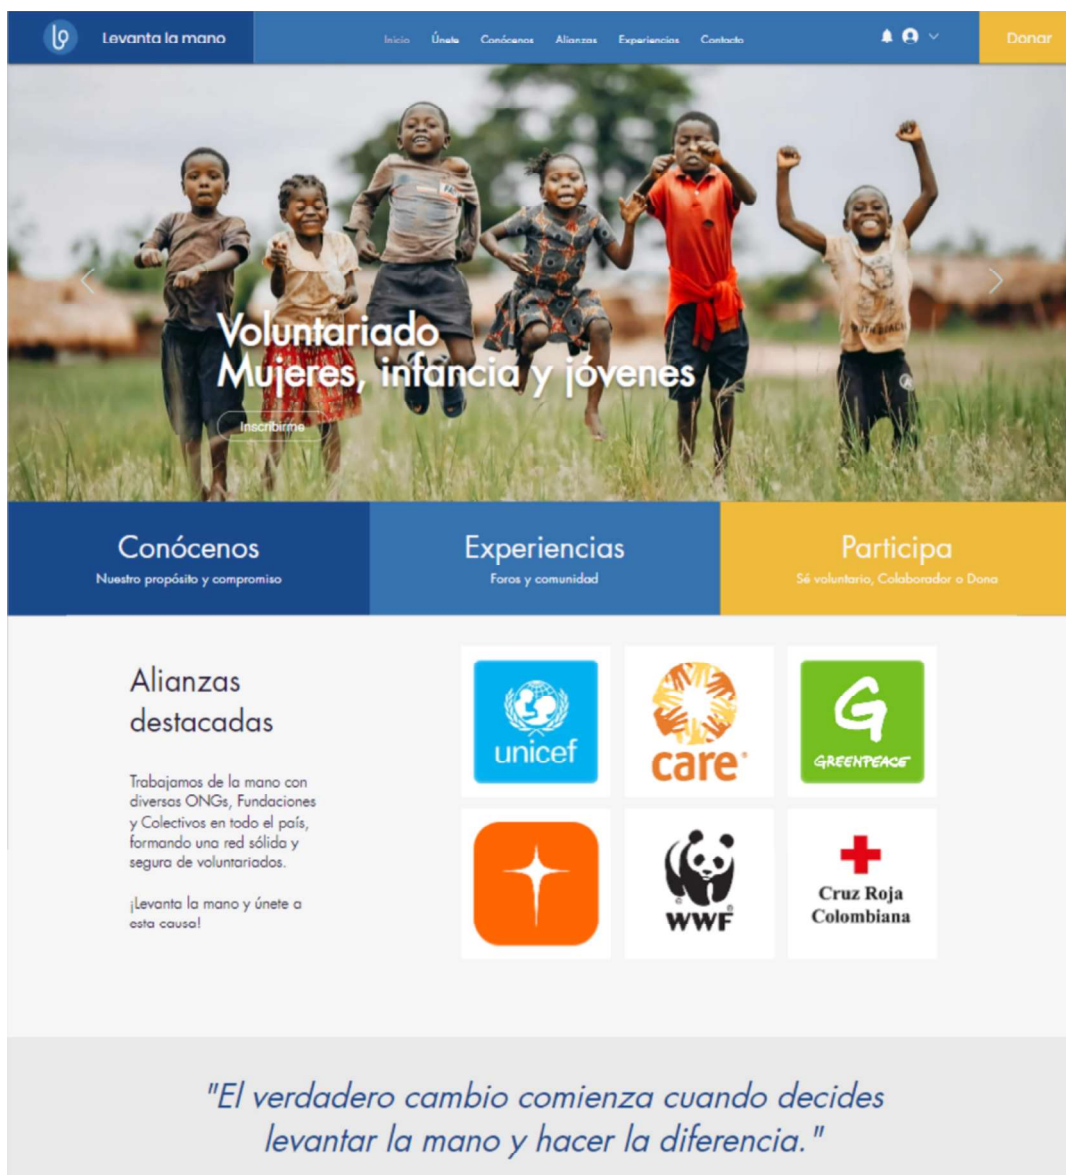 Levanta la mano
Inicio Únete Conócenos Alianzas Experiencias Contacto
Donar
Voluntariado
Mujeres, infancia y jóvenes
Inscribirme
Conócenos
Nuestro propósito y compromiso
Experiencias
Foros y comunidad
Participa
Sé voluntario, Colaborador o Dona
Alianzas
destacadas
Trabajamos de la mano con
diversas ONGs, Fundaciones
y Colectivos en todo el país,
formando una red sólida y
segura de voluntariados.
¡Levanta la mano y únete a
esta causa!
unicef
care®
GREENPEACE
WWF
Cruz Roja
Colombiana
"El verdadero cambio comienza cuando decides
levantar la mano y hacer la diferencia."